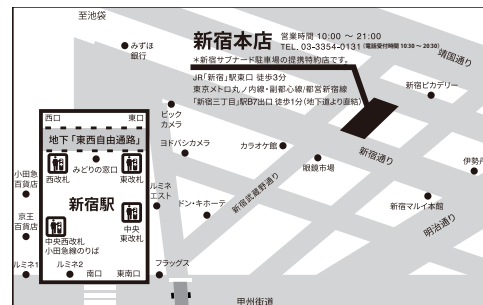 至池袋
みずほ
銀行
新宿本店 営業時間 10:00 〜 21:00
TEL. 03-3354-0131 (電話受付時間 10:30 〜 20:30)
*新宿サブナード駐車場の提携特約店です。
JR「新宿」駅東口 徒歩3分
東京メトロ丸ノ内線・副都心線/都営新宿線
「新宿三丁目」駅B7出口 徒歩1分(地下道より直結)
靖国通り
新宿ピカデリー
西口
東口
地下「東西自由通路」
ビック
カメラ
ヨドバシカメラ
カラオケ館
眼鏡市場
新宿通り
伊勢丹
みどりの窓口
西改札
東改札
小田急
百貨店
新宿駅
ルミネ
エスト
ドン・キホーテ
新宿武蔵野通り
新宿マルイ本館
明治通り
京王
百貨店
中央西改札
小田急線のりば
中央
東改札
ルミネ1
ルミネ2
南口
東南口
フラッグス
甲州街道